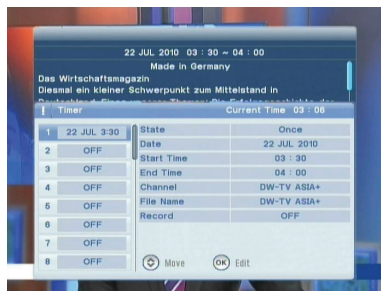 22 JUL 2010 03 : 30 ~ 04 : 00
Made in Germany
Das Wirtschaftsmagazin
Diesmal ein kleiner Schwerpunkt zum Mittelstand in
Timer Current Time 03 : 06
1 22 JUL 3:30
2 OFF
3 OFF
4 OFF
5 OFF
6 OFF
7 OFF
8 OFF
State Once
Date 22 JUL 2010
Start Time 03 : 30
End Time 04 : 00
Channel DW-TV ASIA+
File Name DW-TV ASIA+
Record OFF
Move OK Edit